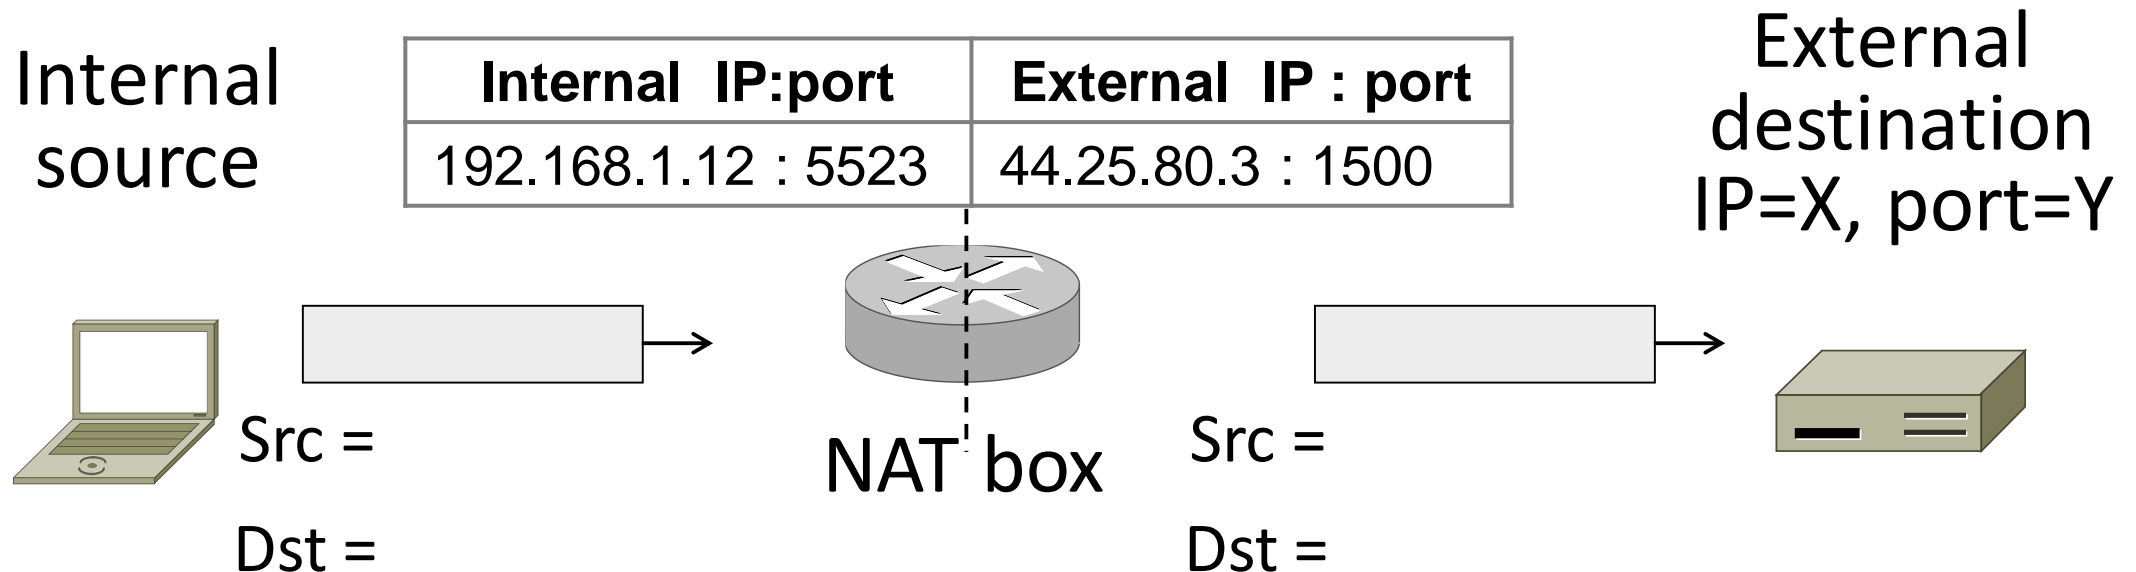 Internal
source
Internal IP:port External IP : port
192.168.1.12 : 5523 44.25.80.3 : 1500
External
destination
IP=X, port=Y
Src =
Dst =
NAT box
Src =
Dst =